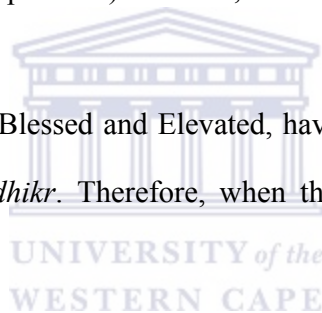 Blessed and Elevated, hav
dhikr. Therefore, when th
UNIVERSITY of the
WESTERN CAPE